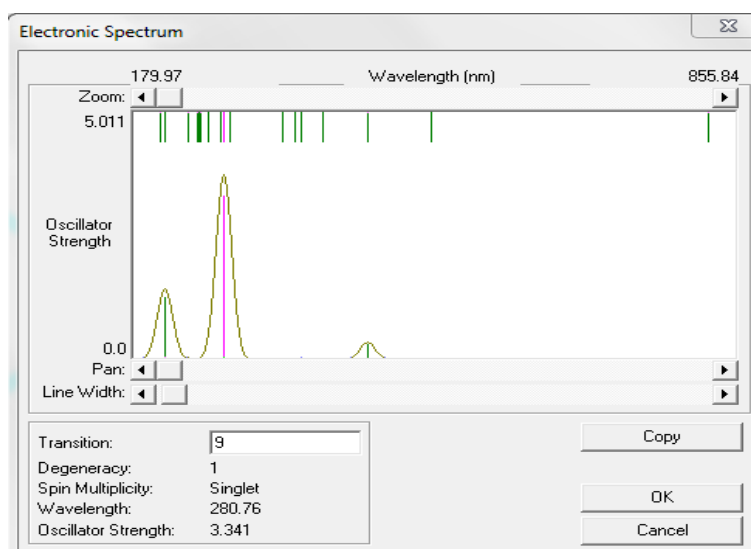 Electronic Spectrum
179.97 Wavelength (nm) 855.84
Zoom:
5.011
Oscillator
Strength
0.0
Pan:
Line Width:
Transition: 9
Degeneracy: 1
Spin Multiplicity: Singlet
Wavelength: 280.76
Oscillator Strength: 3.341
Copy
OK
Cancel